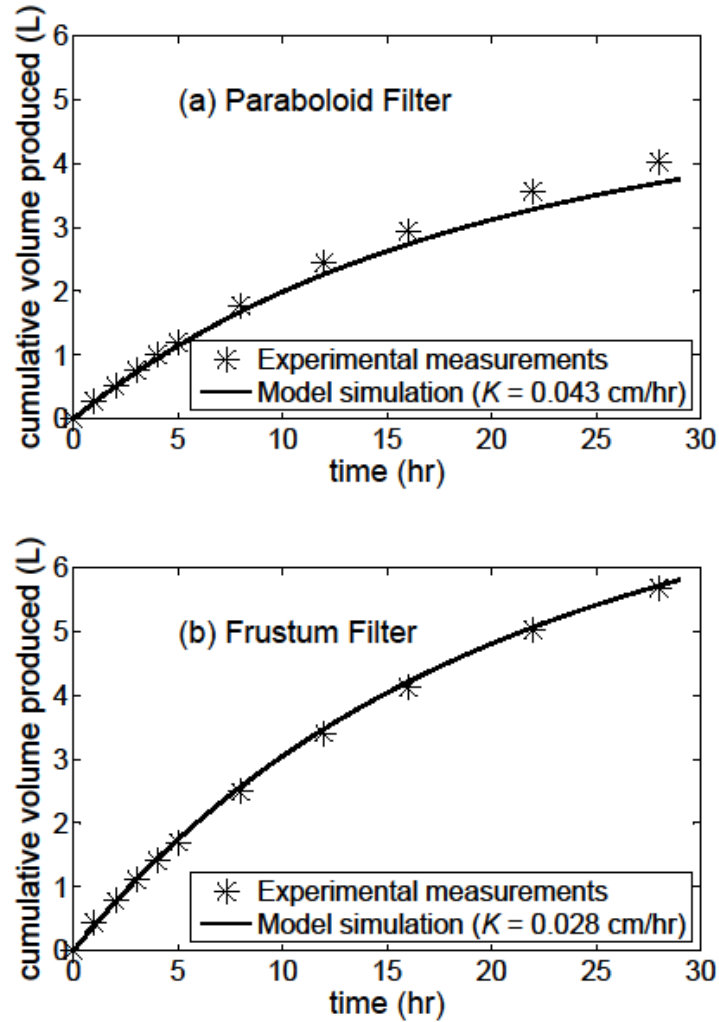 6
5
4
3
2
1
0
cumulative volume produced (L)
(a) Paraboloid Filter
Experimental measurements
Model simulation (K = 0.043 cm/hr)
0 5 10 15 20 25 30
time (hr)
6
5
4
3
2
1
0
cumulative volume produced (L)
(b) Frustum Filter
Experimental measurements
Model simulation (K = 0.028 cm/hr)
0 5 10 15 20 25 30
time (hr)